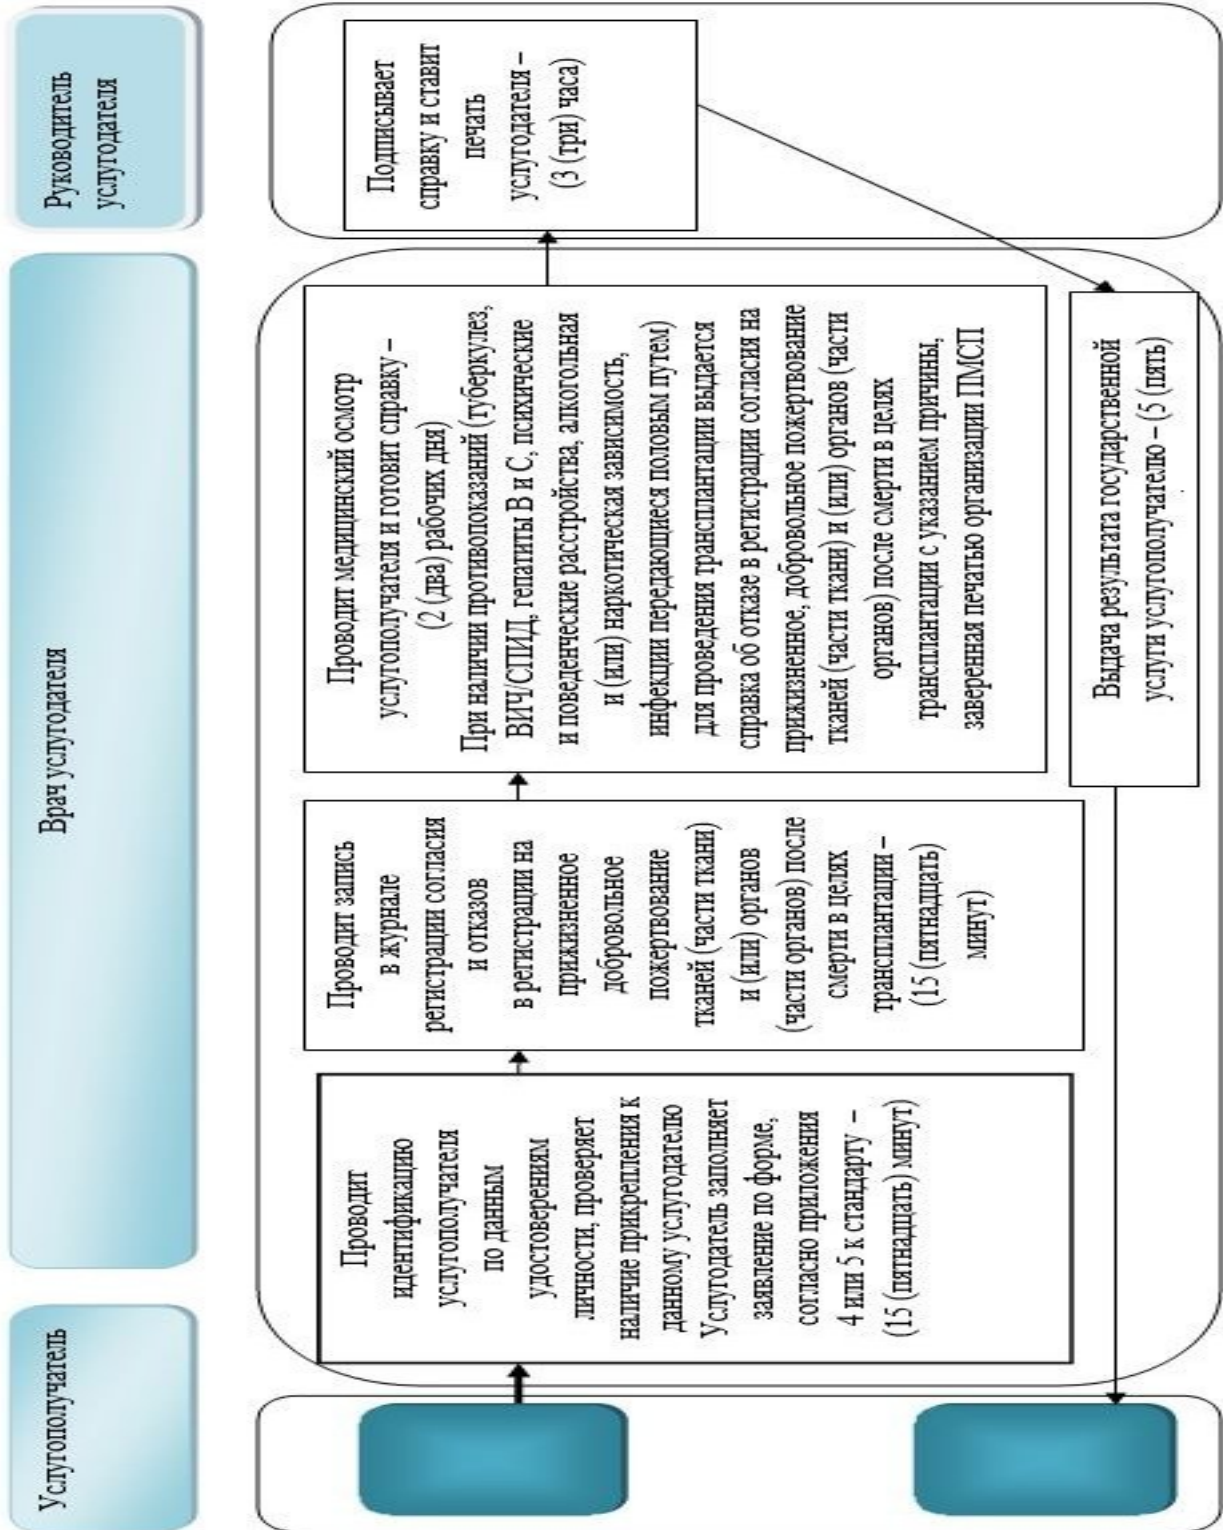 Услугополучатель
Врач услугодателя
Руководитель
услугодателя
Проводит
идентификацию
услугополучателя
по данным
удостоверениям
личности, проверяет
наличие прикрепления к
данному услугодателю
Услугодатель заполняет
заявление по форме,
согласно приложения
4 или 5 к стандарту –
(15 (пятнадцать) минут)
Проводит запись
в журнале
регистрации согласия
и отказов
в регистрации на
прижизненное
добровольное
пожертвование
тканей (части ткани)
и (или) органов
(части органов) после
смерти в целях
трансплантации –
(15 (пятнадцать)
минут)
Проводит медицинский осмотр
услугополучателя и готовит справку –
(2 (два) рабочих дня)
При наличии противопоказаний (туберкулез,
ВИЧ/СПИД, гепатиты В и С, психические
и поведенческие расстройства, алкогольная
и (или) наркотическая зависимость,
инфекции передающиеся половым путем)
для проведения трансплантации выдается
справка об отказе в регистрации согласия на
прижизненное, добровольное пожертвование
тканей (части ткани) и (или) органов (части
органов) после смерти в целях
трансплантации с указанием причины,
заверенная печатью организации ПМСП
Подписывает
справку и ставит
печать
услугодателя –
(3 (три) часа)
Выдача результата государственной
услуги услугополучателю – (5 (пять)